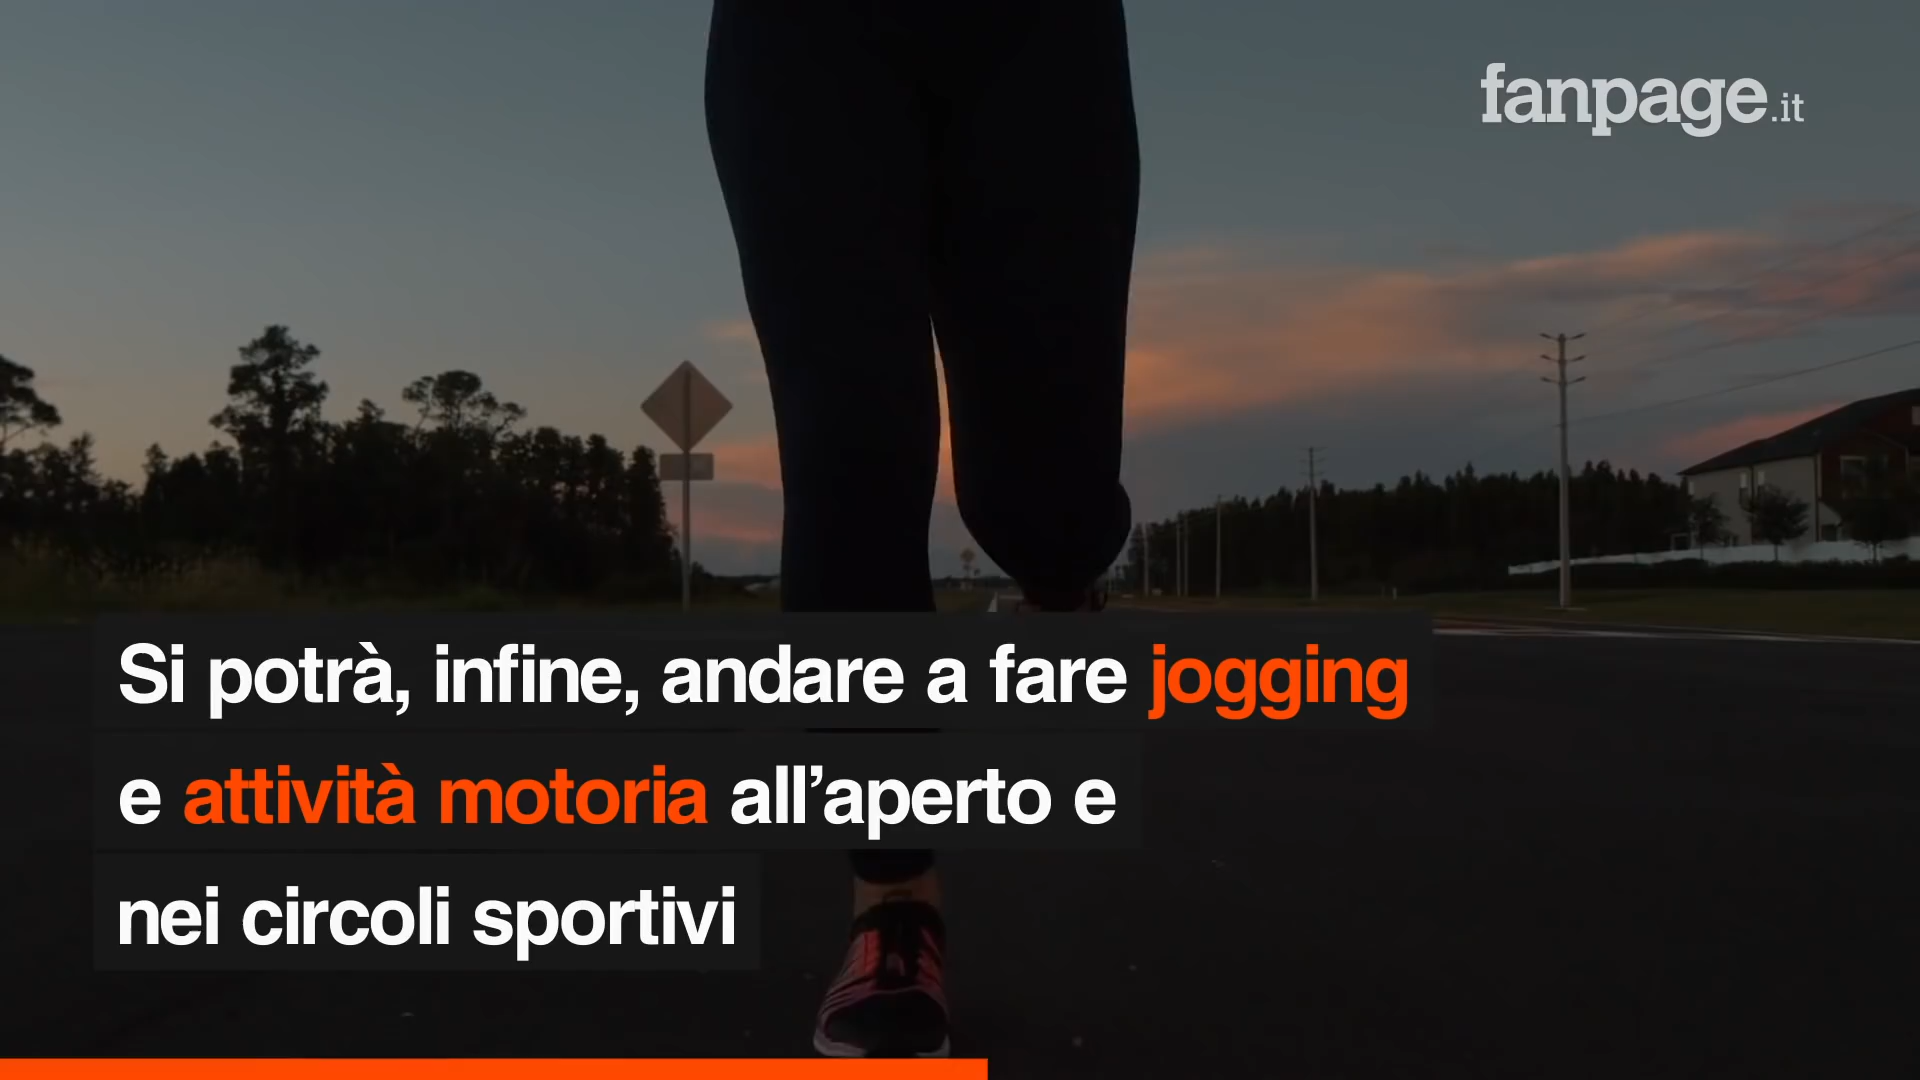 fanpage.it
Si potrà, infine, andare a fare jogging
e attività motoria all’aperto e
nei circoli sportivi